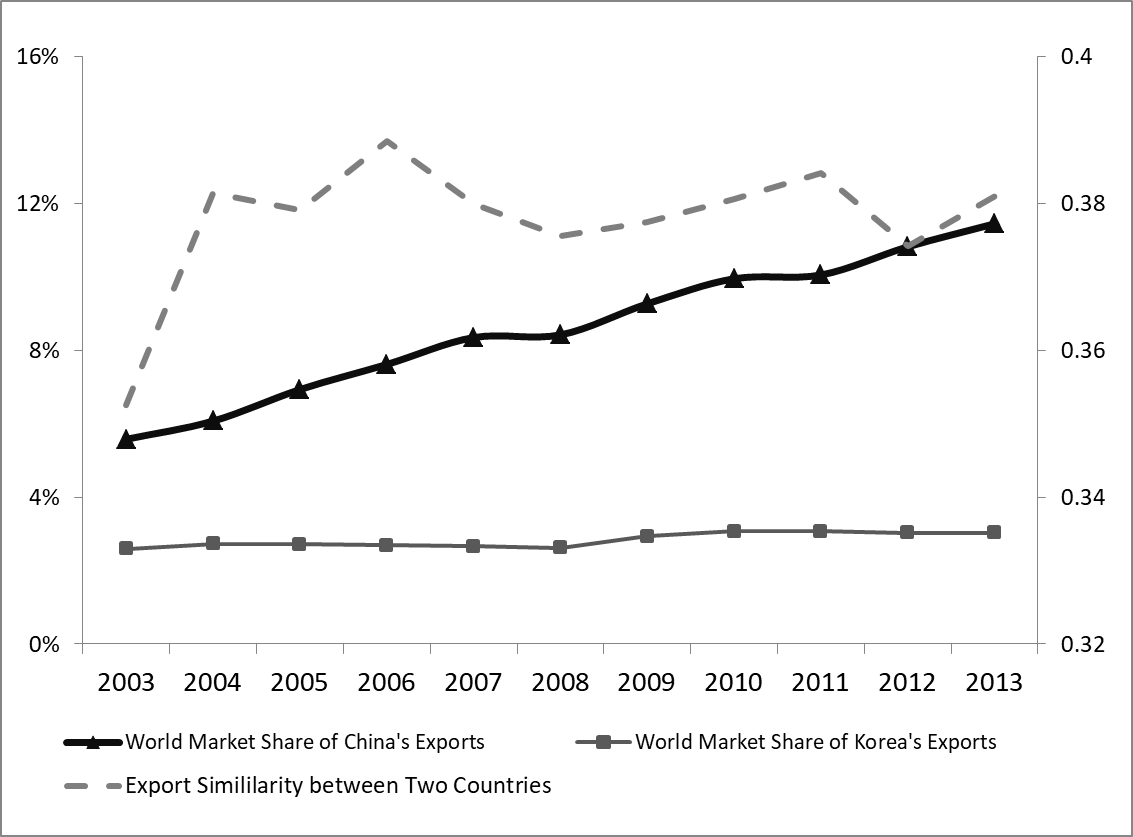 16% 0.4
12% 0.38
8% 0.36
4% 0.34
0% 0.32
2003 2004 2005 2006 2007 2008 2009 2010 2011 2012 2013
World Market Share of China's Exports World Market Share of Korea's Exports
Export Simililarity between Two Countries